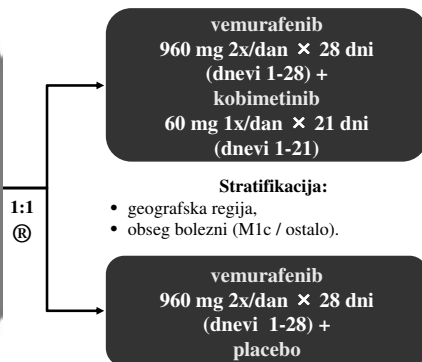 vemurafenib
960 mg 2x/dan × 28 dni
(dnevi 1-28) +
kobimetinib
60 mg 1x/dan × 21 dni
(dnevi 1-21)
1:1
®
Stratifikacija:
• geografska regija,
• obseg bolezni (M1c / ostalo).
vemurafenib
960 mg 2x/dan × 28 dni
(dnevi 1-28) +
placebo